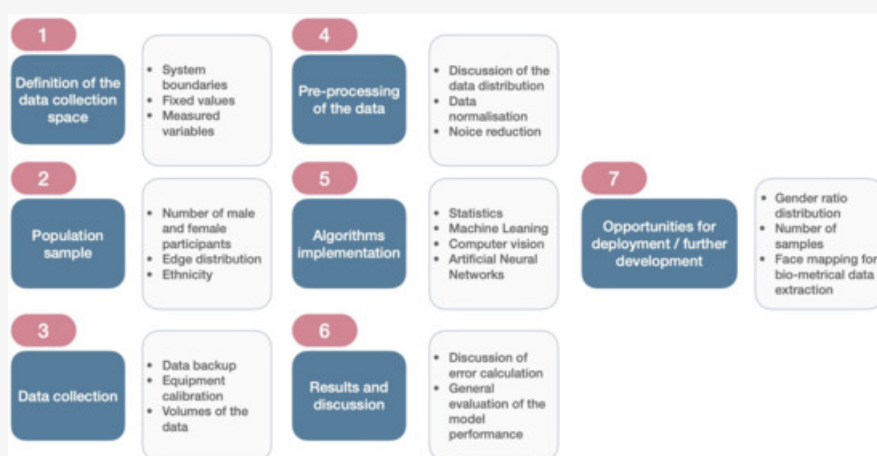 1
Definition of the
data collection
space
• System
boundaries
• Fixed values
• Measured
variables
2
Population
sample
• Number of male
and female
participants
• Edge distribution
• Ethnicity
3
Data collection
• Data backup
• Equipment
calibration
• Volumes of the
data
4
Pre-processing
of the data
• Discussion of the
data distribution
• Data
normalisation
• Noice reduction
5
Algorithms
implementation
• Statistics
• Machine Leaning
• Computer vision
• Artificial Neural
Networks
6
Results and
discussion
• Discussion of
error calculation
• General
evaluation of the
model
performance
7
Opportunities for
deployment / further
development
• Gender ratio
distribution
• Number of
samples
• Face mapping for
bio-metrical data
extraction